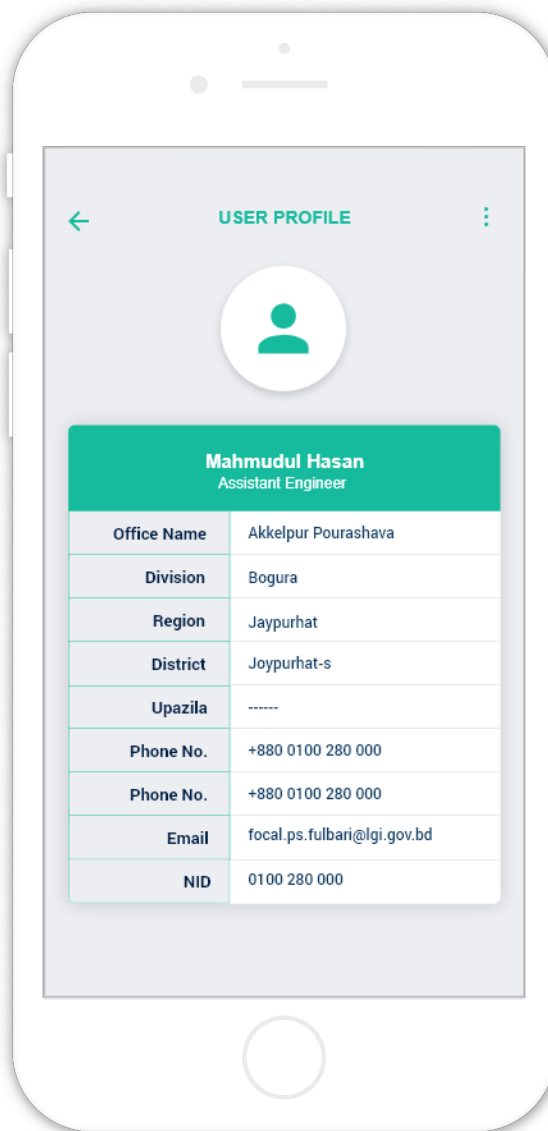 USER PROFILE
Mahmudul Hasan
Assistant Engineer
Office Name Akkelpur Pourashava
Division Bogura
Region Jaypurhat
District Joypurhat-s
Upazila ------
Phone No. +880 0100 280 000
Phone No. +880 0100 280 000
Email focal.ps.fulbari@lgi.gov.bd
NID 0100 280 000